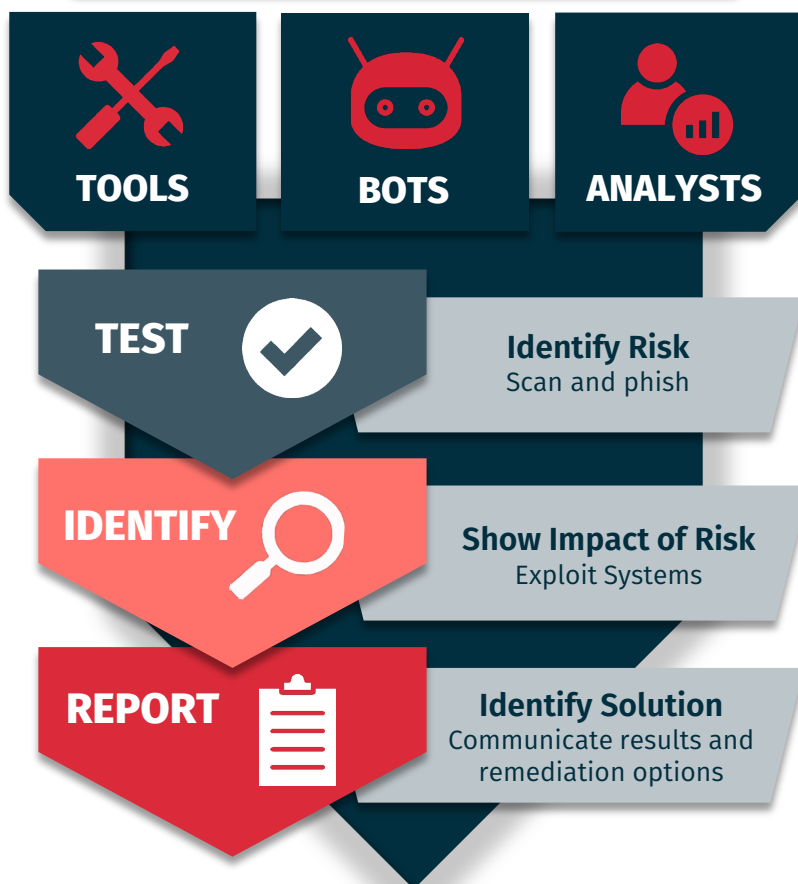 TOOLS
BOTS
ANALYSTS
TEST
Identify Risk
Scan and phish
IDENTIFY
Show Impact of Risk
Exploit Systems
REPORT
Identify Solution
Communicate results and
remediation options